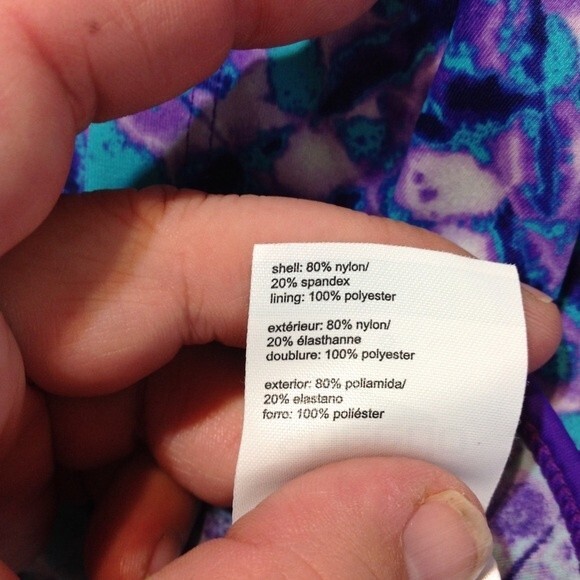 shell: 80% nylon/
20% spandex
lining: 100% polyester
extérieur: 80% nylon/
20% élasthanne
doublure: 100% polyester
exterior: 80% poliamida/
20% elastano
forro: 100% poliéster